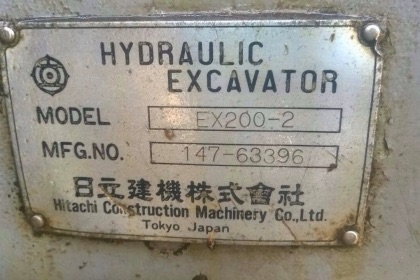 HYDRAULIC
EXCAVATOR
MODEL EX200-2
MFG.NO. 147-63396
日立建機株式會社
Hitachi Construction Machinery Co.,Ltd.
Tokyo Japan